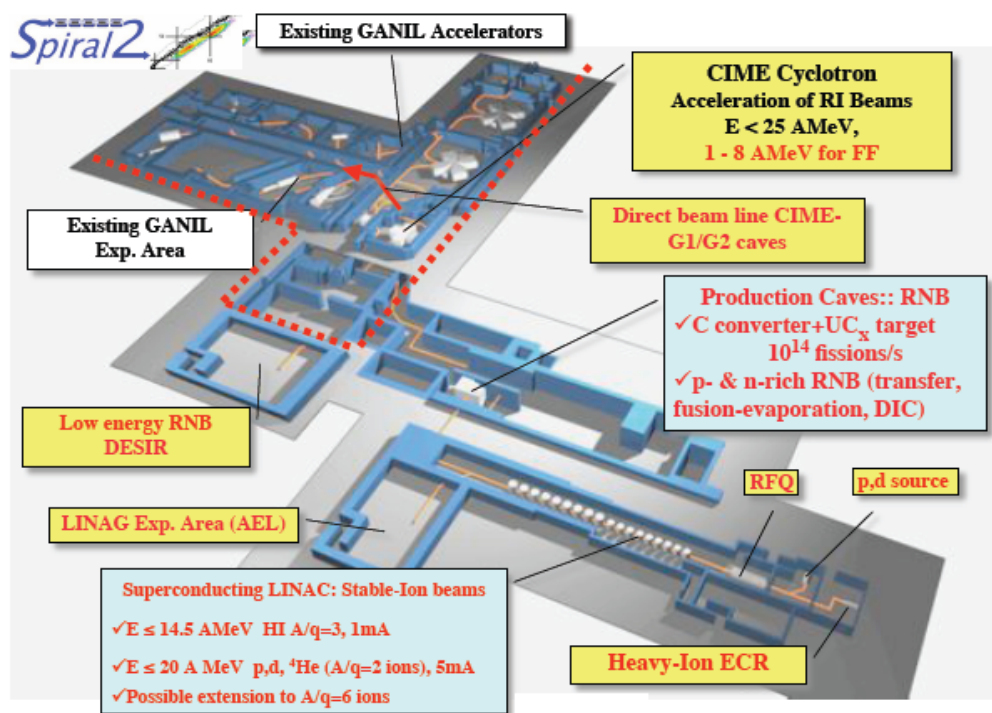 Spiral2
Existing GANIL Accelerators
CIME Cyclotron
Acceleration of RI Beams
E < 25 AMeV,
1 - 8 AMeV for FF
Direct beam line CIME-
G1/G2 caves
Existing GANIL
Exp. Area
Production Caves:: RNB
✓C converter+UCₓ target
10¹⁴ fissions/s
✓p- & n-rich RNB (transfer,
fusion-evaporation, DIC)
Low energy RNB
DESIR
RFQ
p,d source
LINAG Exp. Area (AEL)
Superconducting LINAC: Stable-Ion beams
✓E ≤ 14.5 AMeV HI A/q=3, 1mA
✓E ≤ 20 A MeV p,d, ⁴He (A/q=2 ions), 5mA
✓Possible extension to A/q=6 ions
Heavy-Ion ECR